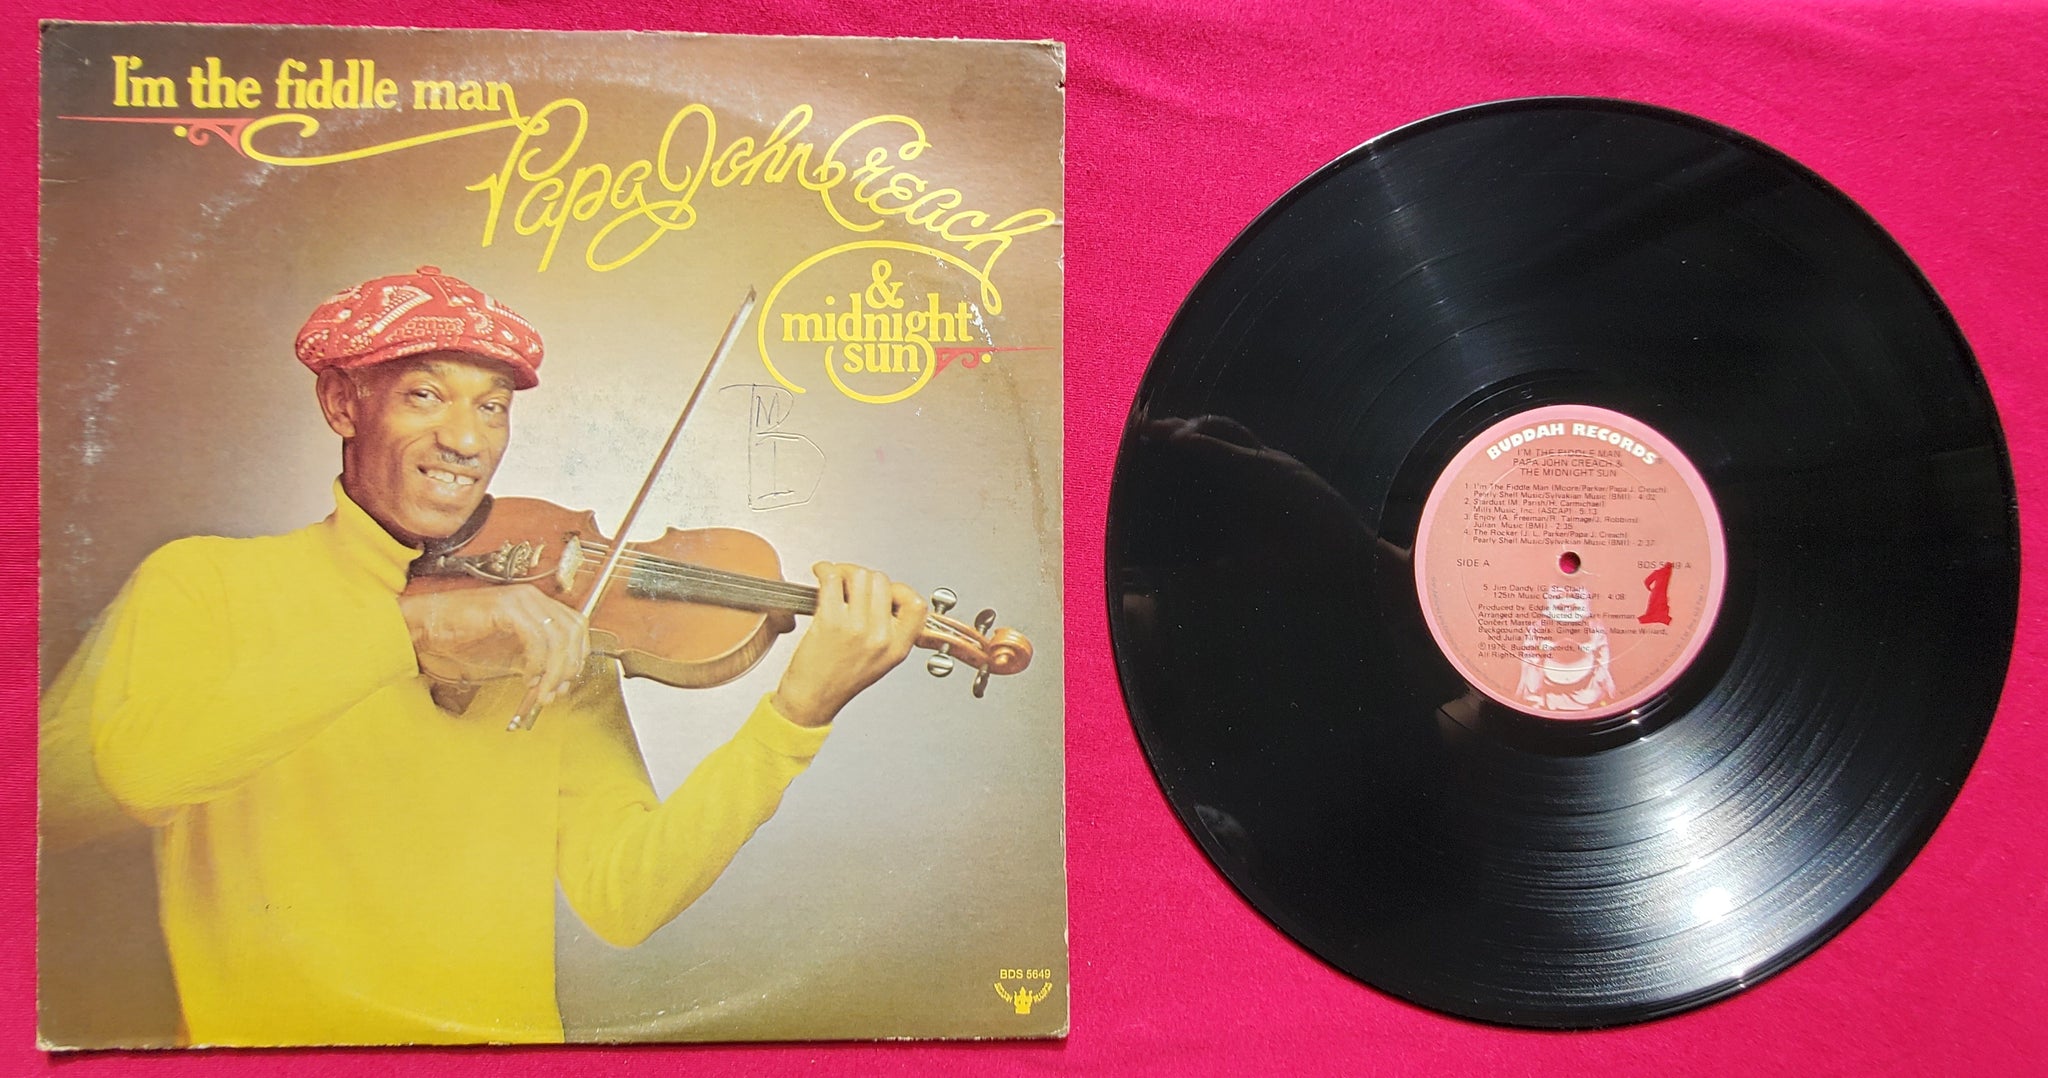 I'm the fiddle man
Papa John Creach
&
midnight
sun
BDS 5649
BUDDAH RECORDS
I'M THE FIDDLE MAN
PAPA JOHN CREACH &
THE MIDNIGHT SUN
1 I'm The Fiddle Man (Moore/Parker/Papa J. Creach)
Pearly Shell Music/Sylvakian Music (BMI) - 4:02
2 Stardust (M. Parish/H. Carmichael)
Mills Music, Inc. (ASCAP) - 5:13
3 Enjoy (A. Freeman/R. Talmage/J. Robbins)
Julian Music (BMI) - 2:35
4 The Rocker (J. L. Parker/Papa J. Creach)
Pearly Shell Music/Sylvakian Music (BMI) - 2:37
SIDE A
BDS 5649 A
1
5 Jim Dandy (G. St. Clair)
125th Music Corp. (ASCAP) 4:08
Produced by Eddie Martinez
Arranged and Conducted by Art Freeman
Concert Master: Bill
Background Vocals: Ginger Blake, Maxine Willard,
and Julia Tillman
©1976, Buddah Records, Inc.
All Rights Reserved.